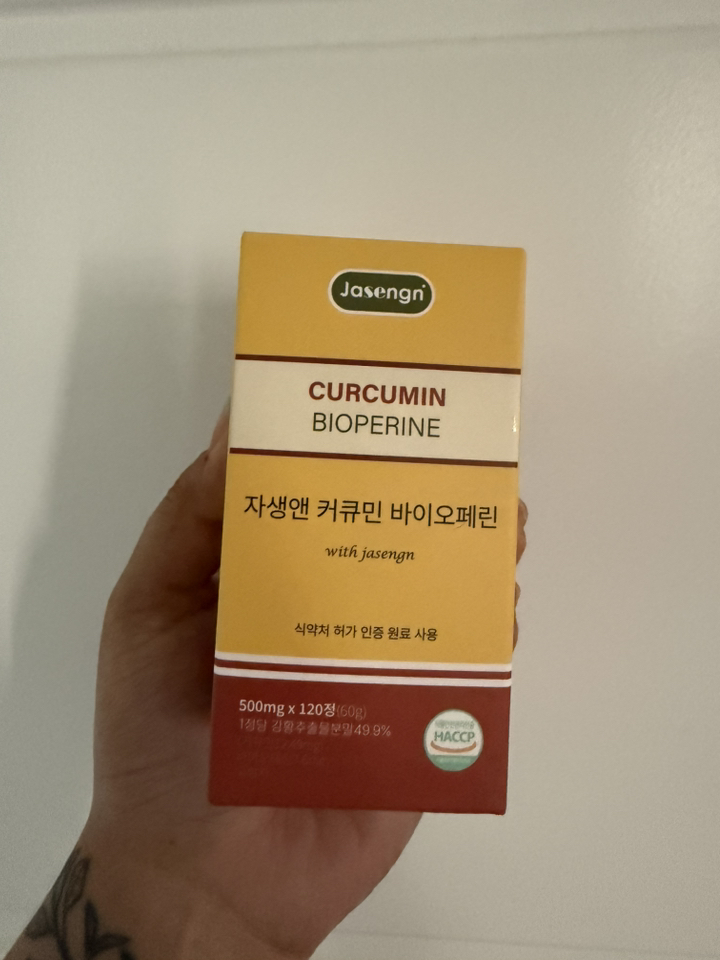 Jasengn
CURCUMIN
BIOPERINE
자생앤 커큐민 바이오페린
with jasengn
식약처 허가 인증 원료 사용
500mg x 120정(60g)
1정당 강황추출물분말49.9%
HACCP